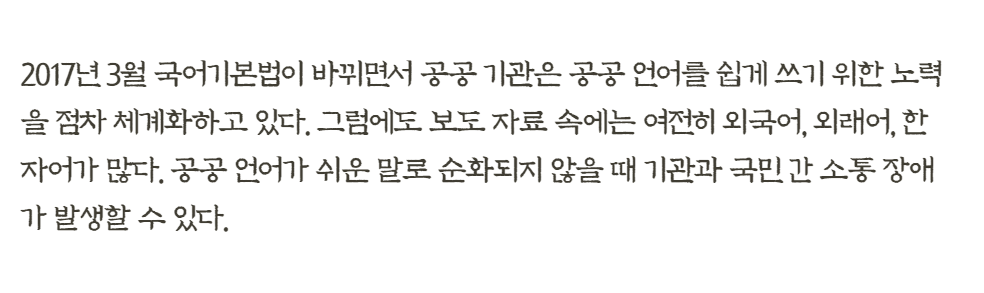 2017년 3월 국어기본법이 바뀌면서 공공 기관은 공공 언어를 쉽게 쓰기 위한 노력
을 점차 체계화하고 있다. 그럼에도 보도 자료 속에는 여전히 외국어, 외래어, 한
자어가 많다. 공공 언어가 쉬운 말로 순화되지 않을 때 기관과 국민 간 소통 장애
가 발생할 수 있다.